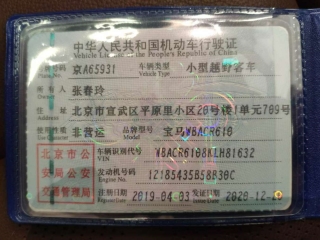 中华人民共和国机动车行驶证
Vehicle License of the People's Republic of China
号牌号码 京A65931 车辆类型 小型越野客车
Plate No. Vehicle Type
所有人 张春玲
Owner
住 址 北京市宣武区平原里小区20号楼1单元709号
Address
使用性质 非营运 品牌型号 宝马WBACR610
北京市公 车辆识别代号 WBACR6108KLH81632
VIN
安局公安 发动机号码 12185435B58B30C
Engine No.
交通管理局 注册日期 2019-04-03 发证日期 2020-12-